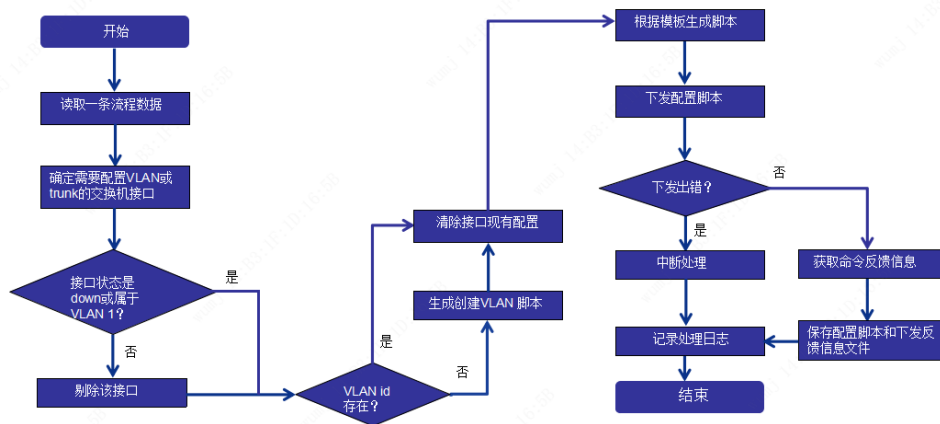 开始
读取一条流程数据
确定需要配置VLAN或
trunk的交换机接口
接口状态是
down或属于
VLAN 1?
是
否
剔除该接口
VLAN id
存在?
是
否
生成创建VLAN 脚本
清除接口现有配置
根据模板生成脚本
下发配置脚本
下发出错?
是
否
中断处理
获取命令反馈信息
保存配置脚本和下发反
馈信息文件
记录处理日志
结束